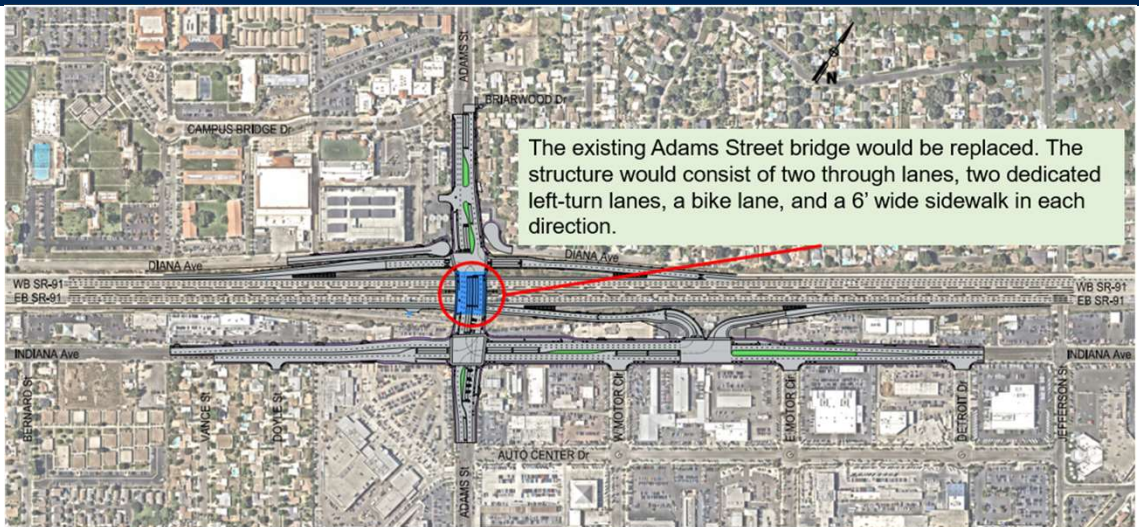 ADAMS ST
N
BRIARWOOD Dr
CAMPUS BRIDGE Dr
The existing Adams Street bridge would be replaced. The
structure would consist of two through lanes, two dedicated
left-turn lanes, a bike lane, and a 6' wide sidewalk in each
direction.
DIANA Ave
DIANA Ave
WB SR-91
EB SR-91
WB SR-91
EB SR-91
INDIANA Ave
INDIANA Ave
BERNARD St
VANCE St
DOYLE St
W MOTOR CIR
E MOTOR CIR
DETROIT Dr
JEFFERSON St
AUTO CENTER Dr
ADAMS ST